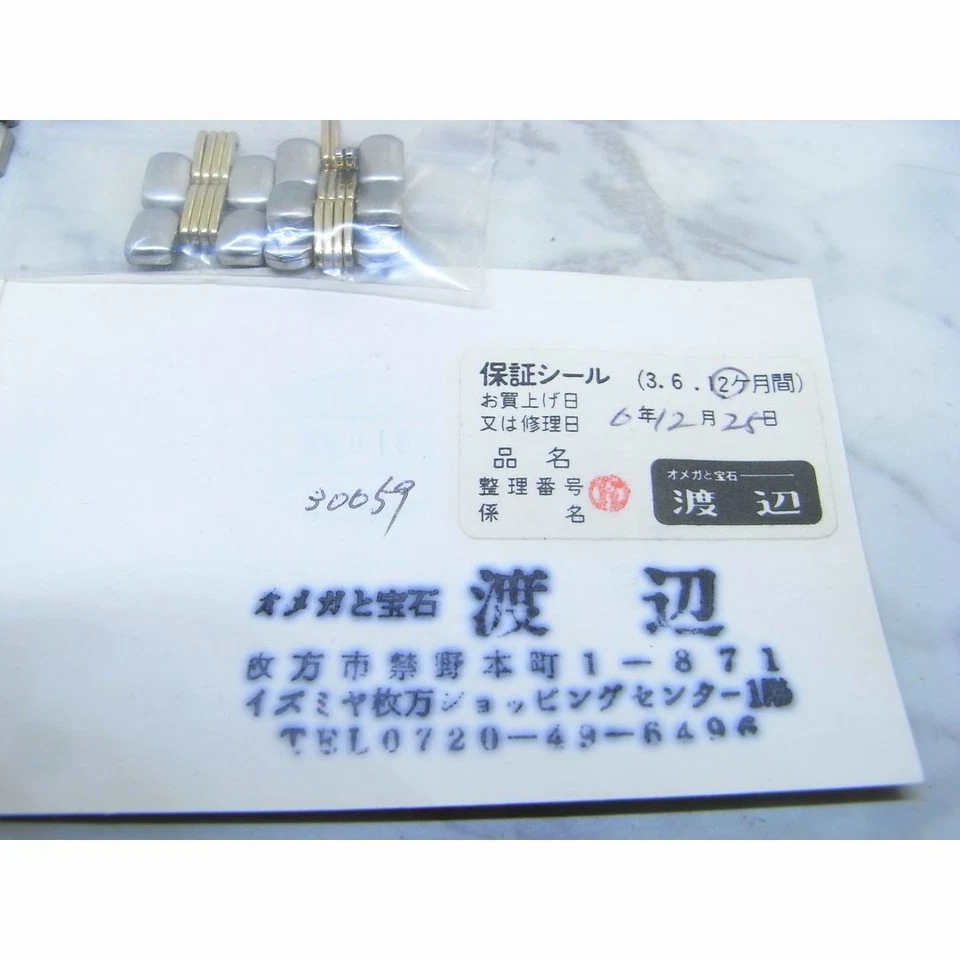 保証シール (3.6.12ケ月間)
お買上げ日
又は修理日 6年12月25日
品名
整理番号
係名
オメガと宝石
渡辺
30059
オメガと宝石 渡辺
枚方市禁野本町1-871
イズミヤ枚方ショッピングセンター1階
TEL0720-49-6496